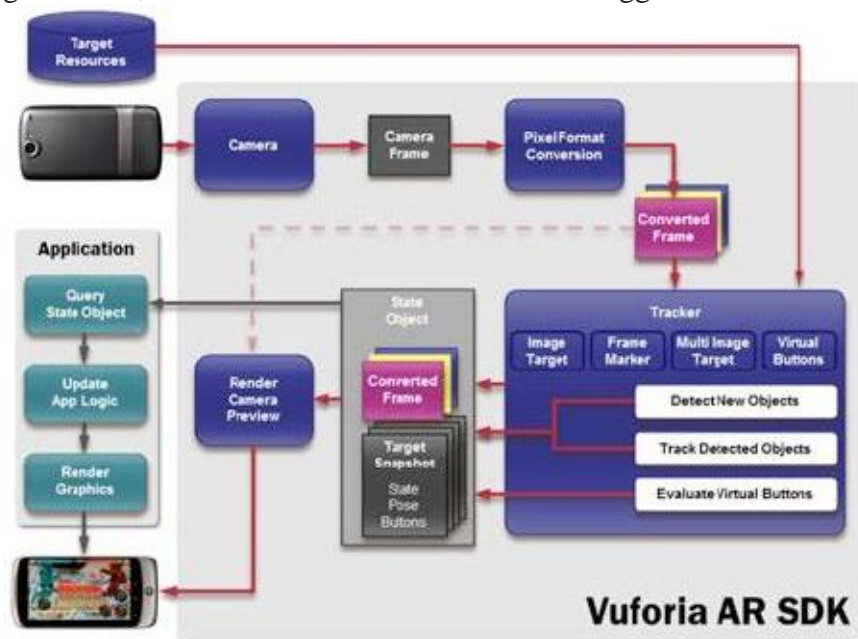 Target
Resources
Camera
Camera
Frame
PixelFormat
Conversion
Converted
Frame
Application
Query
State Object
Update
App Logic
Render
Graphics
Render
Camera
Preview
State
Object
Converted
Frame
Target
Snapshot
State
Pose
Buttons
Tracker
Image
Target
Frame
Marker
Multi Image
Target
Virtual
Buttons
Detect New Objects
Track Detected Objects
Evaluate Virtual Buttons
Vuforia AR SDK